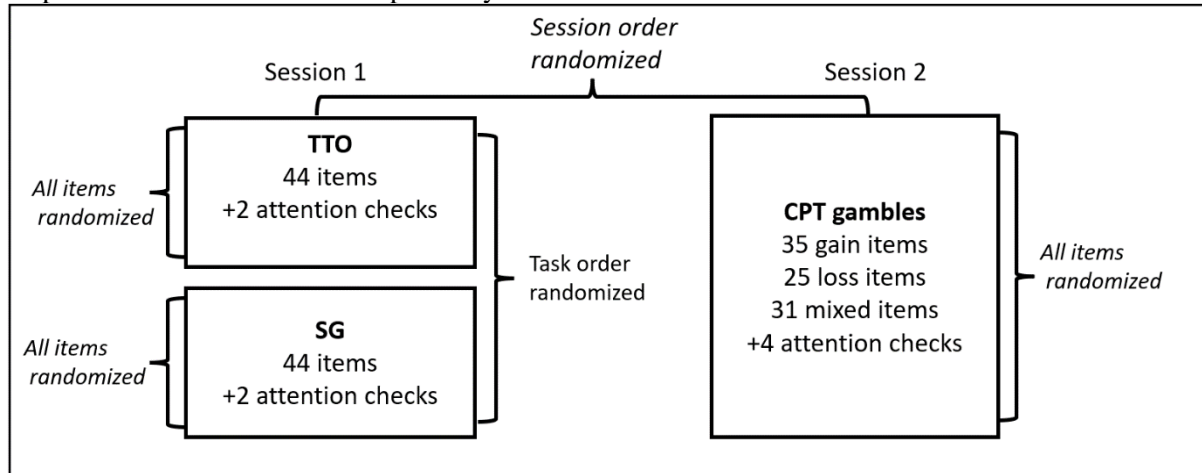 Session order
randomized
Session 1
Session 2
All items
randomized
TTO
44 items
+2 attention checks
All items
randomized
SG
44 items
+2 attention checks
Task order
randomized
CPT gambles
35 gain items
25 loss items
31 mixed items
+4 attention checks
All items
randomized